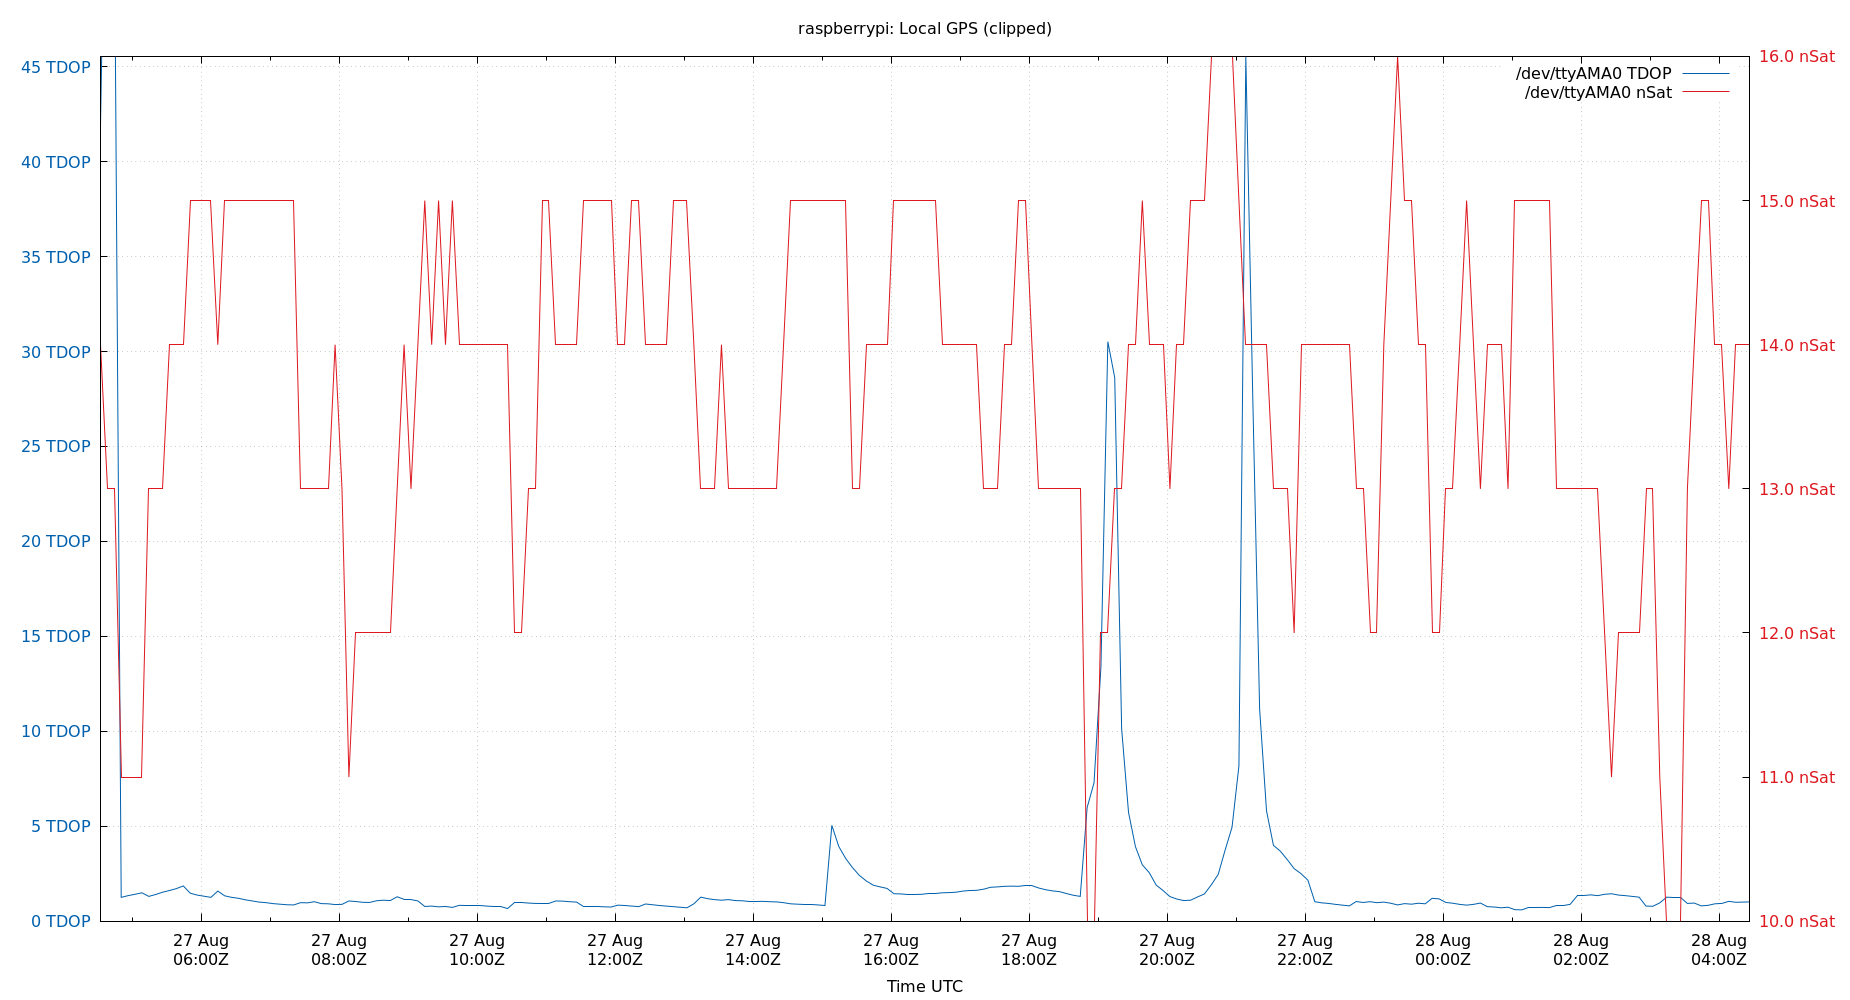 raspberrypi: Local GPS (clipped)
/dev/ttyAMA0 TDOP
/dev/ttyAMA0 nSat
45 TDOP
40 TDOP
35 TDOP
30 TDOP
25 TDOP
20 TDOP
15 TDOP
10 TDOP
5 TDOP
0 TDOP
16.0 nSat
15.0 nSat
14.0 nSat
13.0 nSat
12.0 nSat
11.0 nSat
10.0 nSat
27 Aug
06:00Z
27 Aug
08:00Z
27 Aug
10:00Z
27 Aug
12:00Z
27 Aug
14:00Z
27 Aug
16:00Z
27 Aug
18:00Z
27 Aug
20:00Z
27 Aug
22:00Z
28 Aug
00:00Z
28 Aug
02:00Z
28 Aug
04:00Z
Time UTC